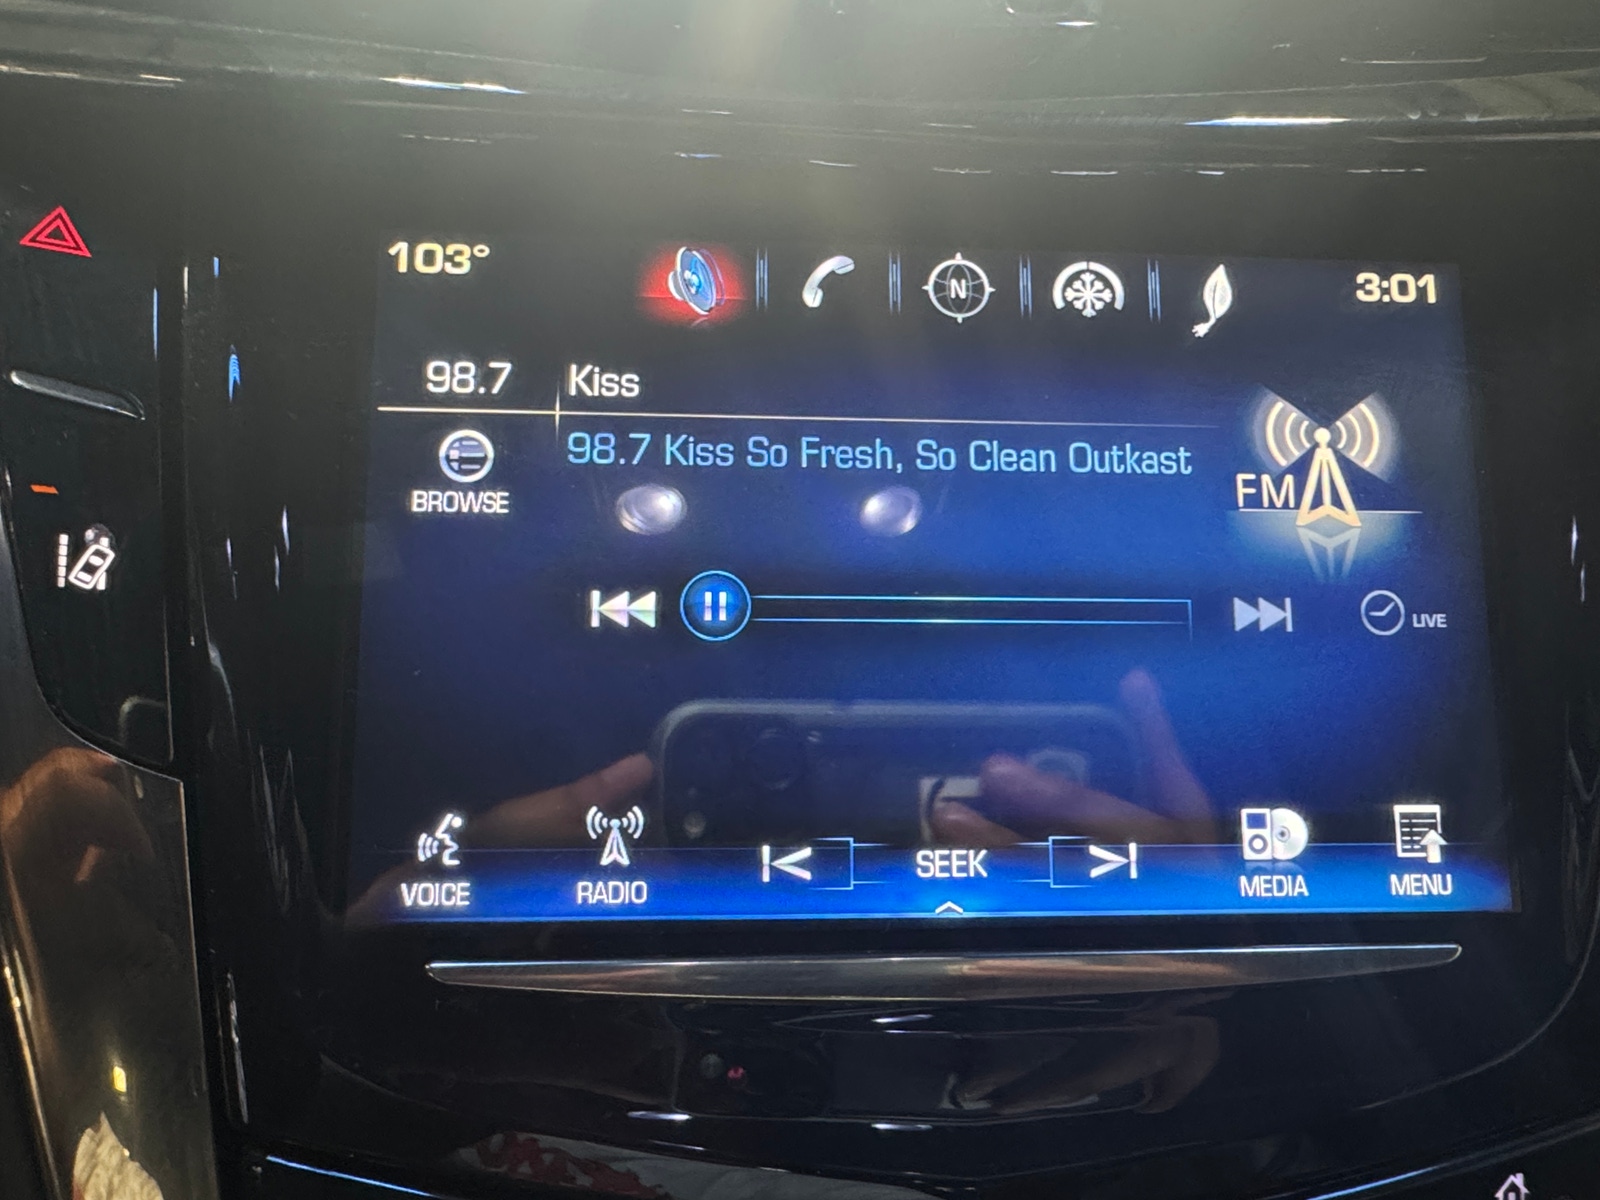 103°
N
3:01
98.7
Kiss
98.7 Kiss So Fresh, So Clean Outkast
BROWSE
FM
LIVE
VOICE
RADIO
SEEK
MEDIA
MENU